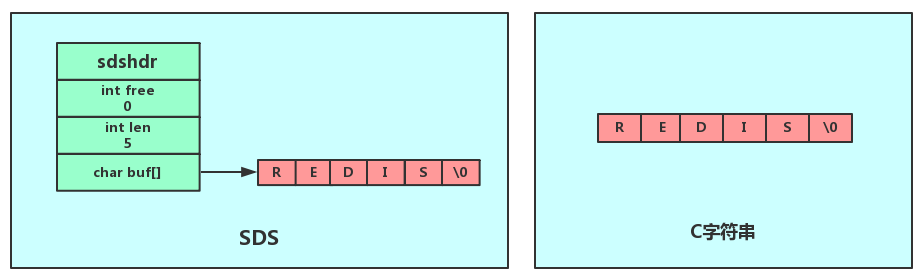 sdshdr
int free
0
int len
5
char buf[]
R E D I S \0
SDS
R E D I S \0
C字符串